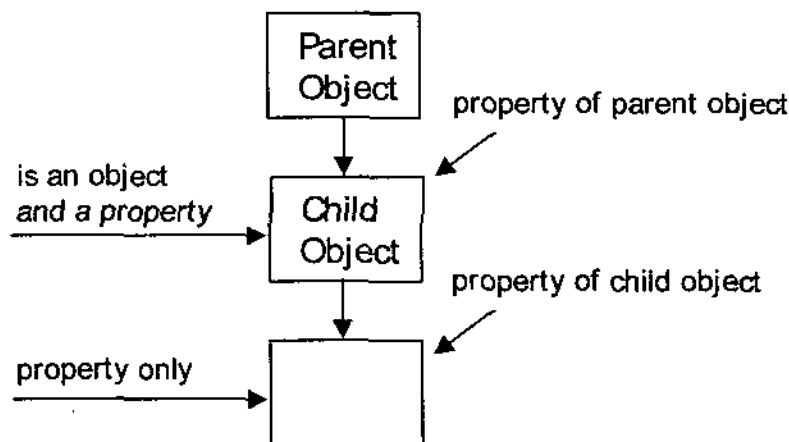 Parent
Object
property of parent object
is an object
and a property
Child
Object
property of child object
property only